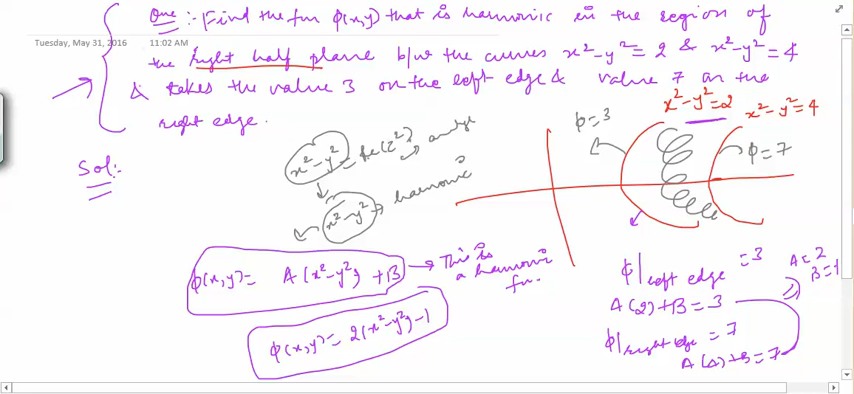 Que :- Find the fun ϕ(x,y) that is harmonic in the region of
Tuesday, May 31, 2016 11:02 AM
the right half plane b/w the curves x²-y²=2 & x²-y²=4
& takes the value 3 on the left edge & value 7 on the
right edge.
x²-y²=2
x²-y²=4
ϕ=3
ϕ=7
Sol:-
x²-y² = Re(z²)
x²-y² → harmonic
ϕ(x,y) = A(x²-y²) + B → This is
a harmonic
fn.
ϕ(x,y) = 2(x²-y²) - 1
ϕ|left edge = 3
A(2)+B = 3
ϕ|right edge = 7
A(4)+B = 7
A=2